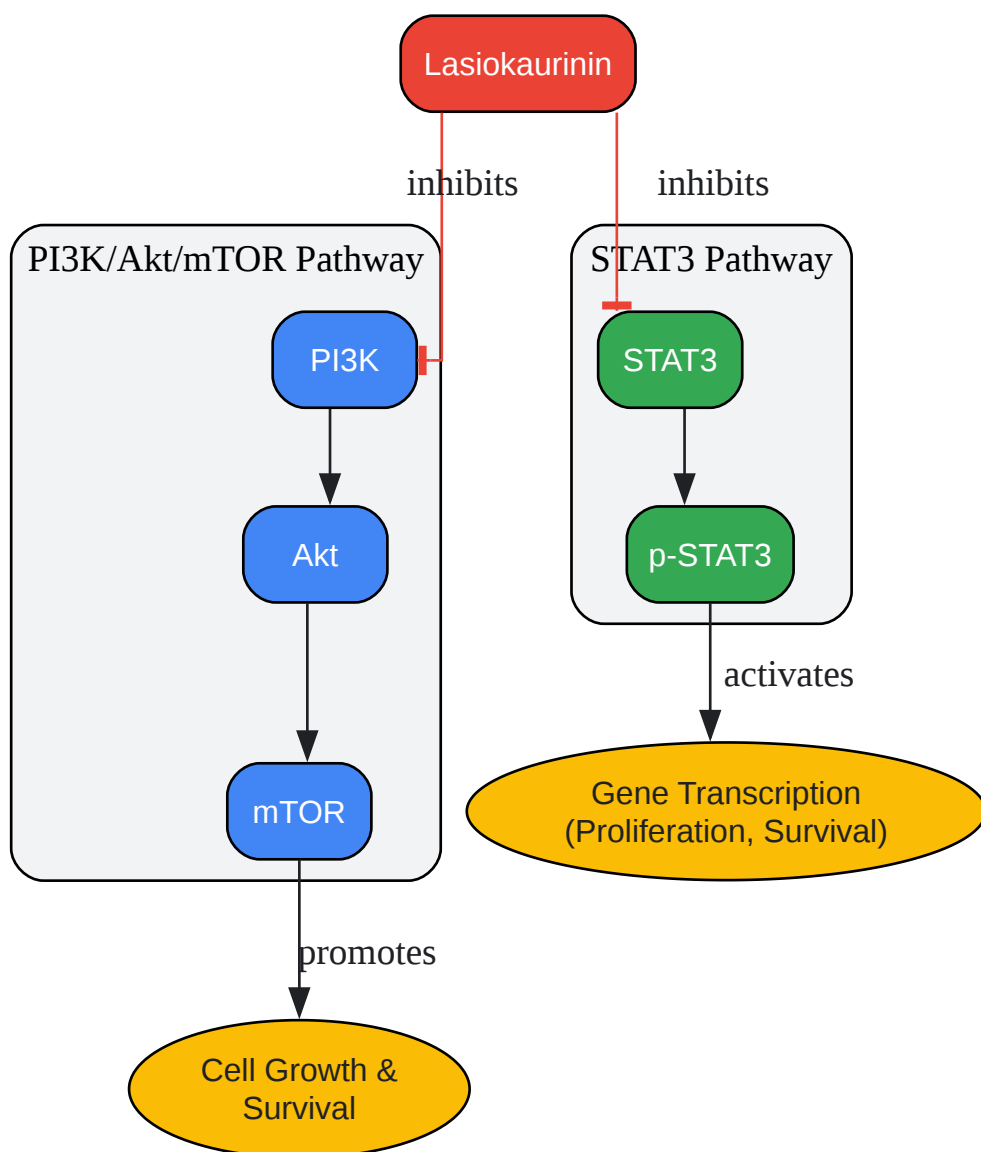 Lasiokaurinin
inhibits
inhibits
PI3K/Akt/mTOR Pathway
STAT3 Pathway
PI3K
STAT3
Akt
p-STAT3
activates
mTOR
Gene Transcription
(Proliferation, Survival)
promotes
Cell Growth &
Survival